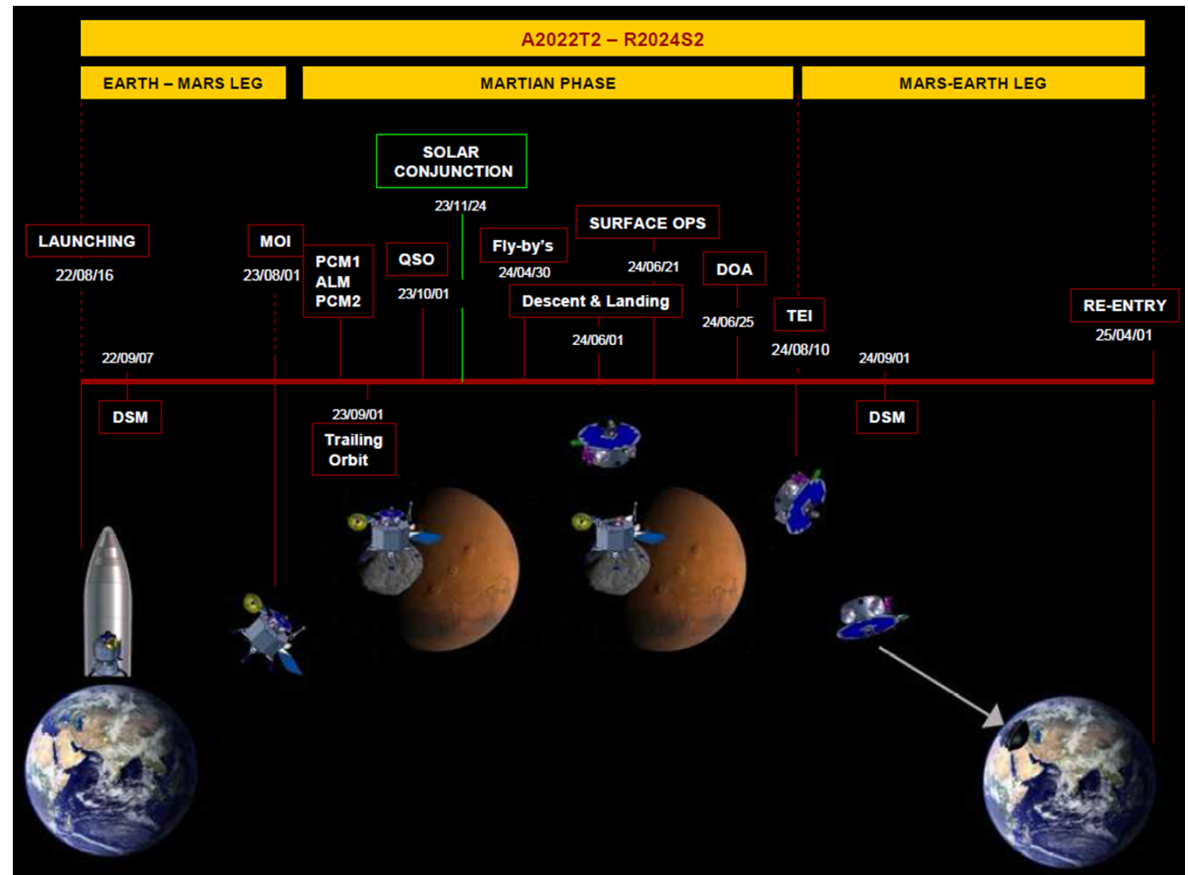 A2022T2 – R2024S2
EARTH – MARS LEG
MARTIAN PHASE
MARS-EARTH LEG
SOLAR
CONJUNCTION
23/11/24
LAUNCHING
22/08/16
MOI
23/08/01
PCM1
ALM
PCM2
QSO
23/10/01
Fly-by's
24/04/30
SURFACE OPS
24/06/21
Descent & Landing
24/06/01
DOA
24/06/25
TEI
24/08/10
RE-ENTRY
25/04/01
22/09/07
DSM
23/09/01
Trailing
Orbit
24/09/01
DSM